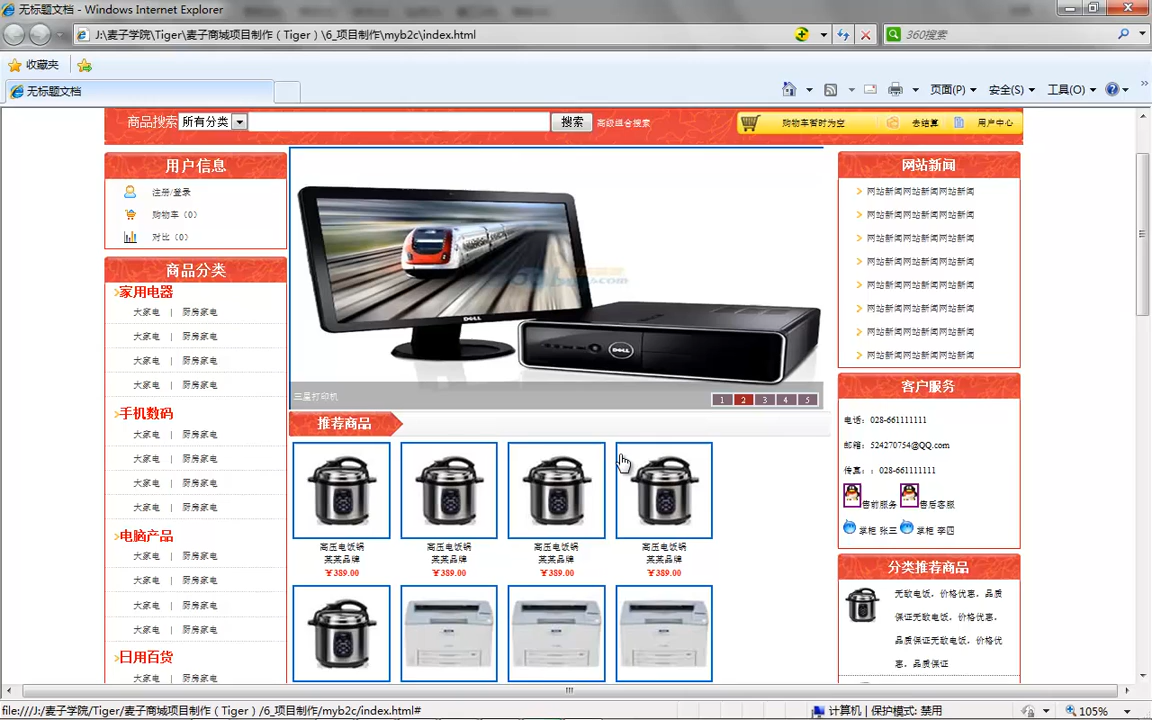 无标题文档 - Windows Internet Explorer
J:\麦子学院\Tiger\麦子商城项目制作（Tiger）\6_项目制作\myb2c\index.html
360搜索
收藏夹
无标题文档
页面(P)
安全(S)
工具(O)
商品搜索 所有分类
搜索
高级组合搜索
购物车暂时为空
去结算
用户中心
用户信息
注册/登录
购物车（0）
对比（0）
商品分类
家用电器
大家电 | 厨房家电
大家电 | 厨房家电
大家电 | 厨房家电
大家电 | 厨房家电
手机数码
大家电 | 厨房家电
大家电 | 厨房家电
大家电 | 厨房家电
大家电 | 厨房家电
电脑产品
大家电 | 厨房家电
大家电 | 厨房家电
大家电 | 厨房家电
大家电 | 厨房家电
日用百货
大家电 | 厨房家电
DELL
DELL
三星打印机
1 2 3 4 5
推荐商品
高压电饭锅 高压电饭锅 高压电饭锅 高压电饭锅
某某品牌 某某品牌 某某品牌 某某品牌
￥389.00 ￥389.00 ￥389.00 ￥389.00
网站新闻
网站新闻网站新闻网站新闻
网站新闻网站新闻网站新闻
网站新闻网站新闻网站新闻
网站新闻网站新闻网站新闻
网站新闻网站新闻网站新闻
网站新闻网站新闻网站新闻
网站新闻网站新闻网站新闻
网站新闻网站新闻网站新闻
客户服务
电话：028-661111111
邮箱：524270754@QQ.com
传真：：028-661111111
售前服务 售后客服
掌柜 张三 掌柜 李四
分类推荐商品
无敌电饭，价格优惠，品质
保证无敌电饭，价格优惠，
品质保证无敌电饭，价格优
惠，品质保证
file:///J:/麦子学院/Tiger/麦子商城项目制作（Tiger）/6_项目制作/myb2c/index.html#
计算机 | 保护模式: 禁用
105%